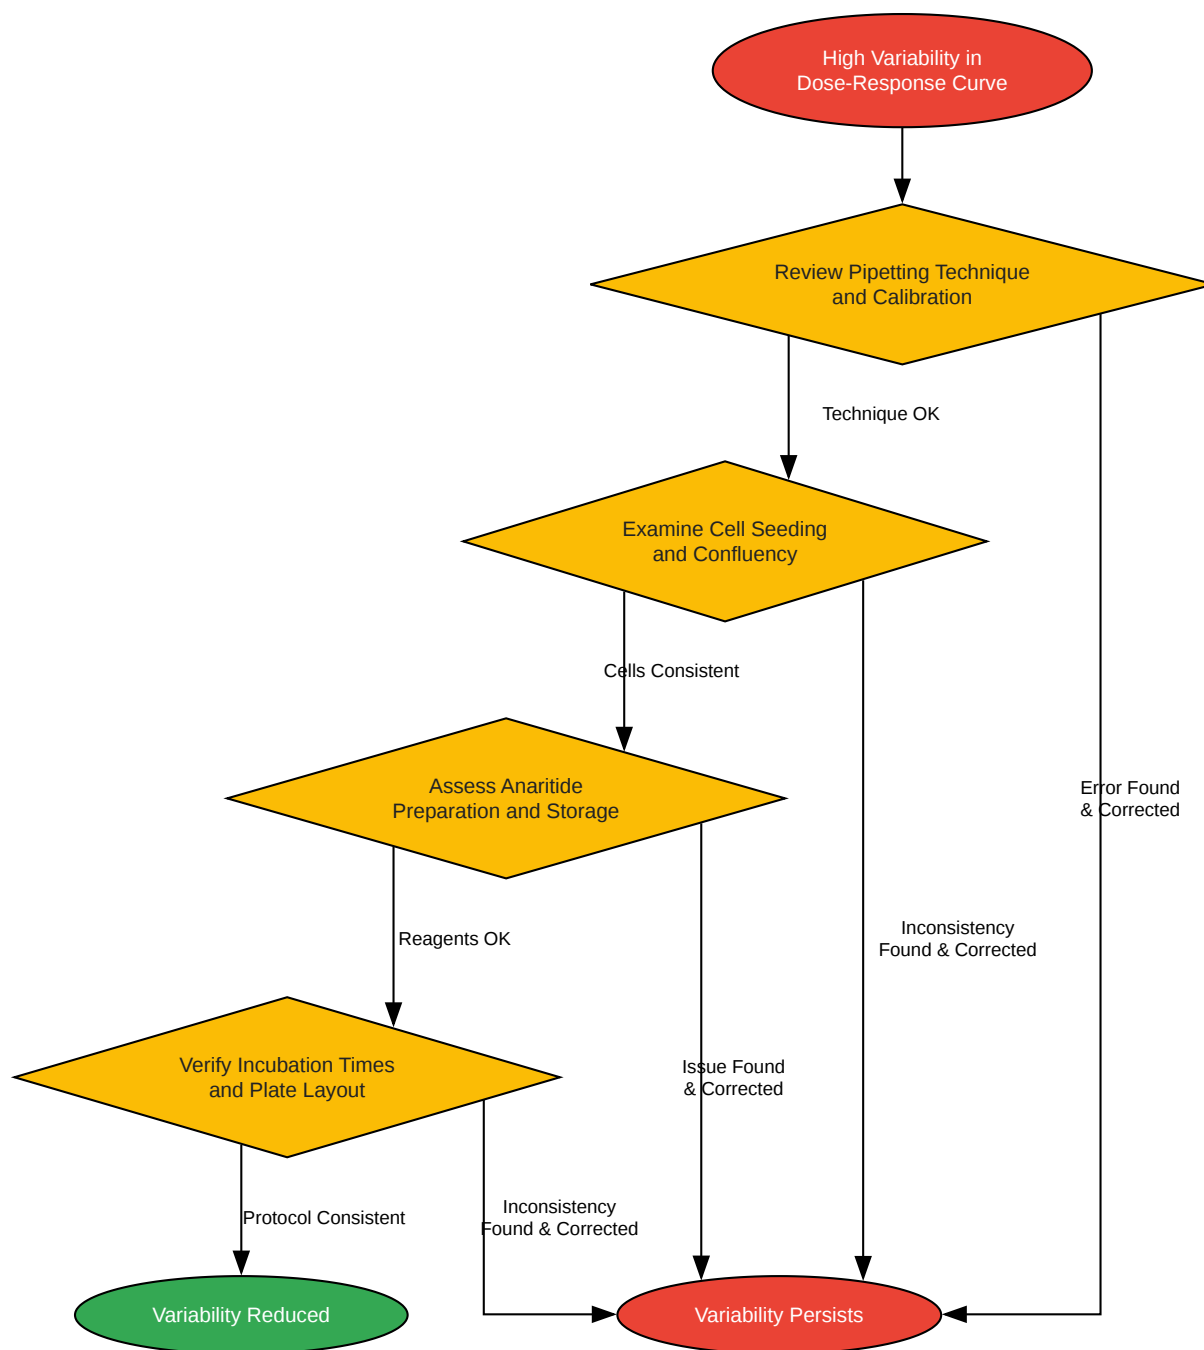 High Variability in
Dose-Response Curve
Review Pipetting Technique
and Calibration
Technique OK
Examine Cell Seeding
and Confluency
Cells Consistent
Assess Anaritide
Preparation and Storage
Error Found
& Corrected
Reagents OK
Inconsistency
Found & Corrected
Verify Incubation Times
and Plate Layout
Issue Found
& Corrected
Protocol Consistent
Inconsistency
Found & Corrected
Variability Reduced
Variability Persists